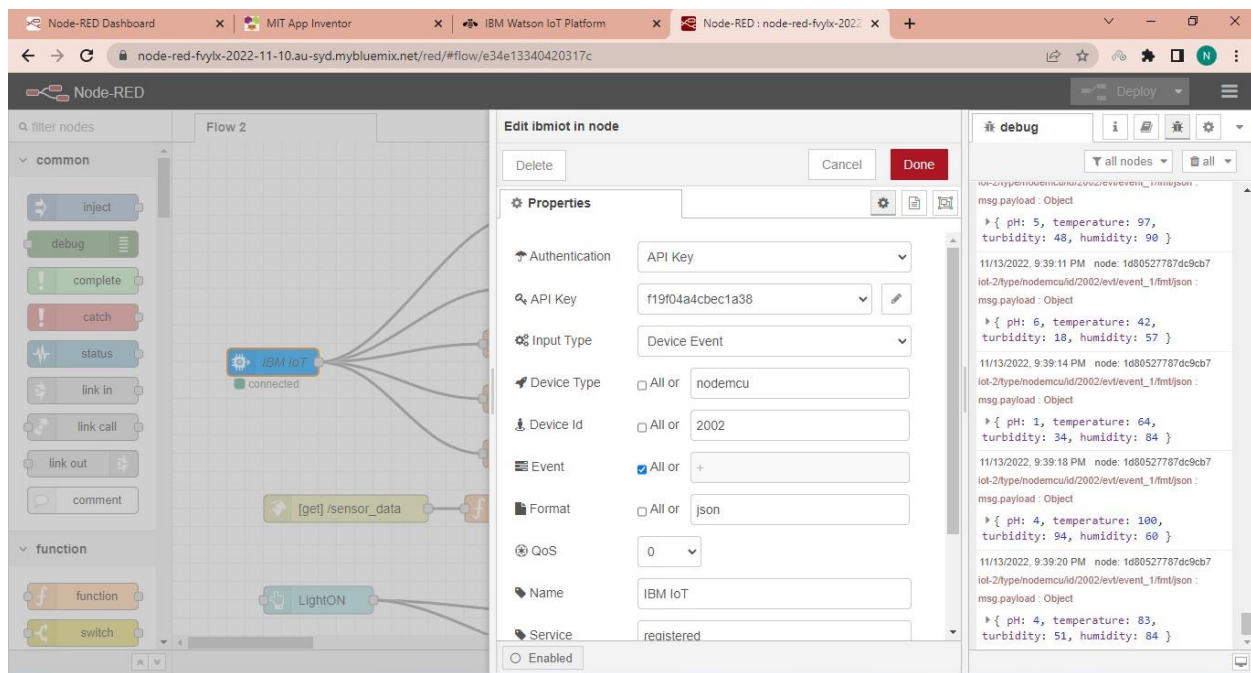 Node-RED Dashboard
MIT App Inventor
IBM Watson IoT Platform
Node-RED : node-red-fvylx-2022
node-red-fvylx-2022-11-10.au-syd.mybluemix.net/red/#flow/e34e13340420317c
N
Node-RED
Deploy
filter nodes
common
inject
debug
complete
catch
status
link in
link call
link out
comment
function
function
switch
Flow 2
IBM IoT
connected
[get] /sensor_data
LightON
Edit ibmiot in node
Delete
Cancel
Done
Properties
Authentication API Key
API Key f19f04a4cbec1a38
Input Type Device Event
Device Type All or nodemcu
Device Id All or 2002
Event All or +
Format All or json
QoS 0
Name IBM IoT
Service registered
Enabled
debug
all nodes all
iot-2/type/nodemcu/id/2002/evt/event_1/fmt/json :
msg.payload : Object
{ pH: 5, temperature: 97,
turbidity: 48, humidity: 90 }
11/13/2022, 9:39:11 PM node: 1d80527787dc9cb7
iot-2/type/nodemcu/id/2002/evt/event_1/fmt/json :
msg.payload : Object
{ pH: 6, temperature: 42,
turbidity: 18, humidity: 57 }
11/13/2022, 9:39:14 PM node: 1d80527787dc9cb7
iot-2/type/nodemcu/id/2002/evt/event_1/fmt/json :
msg.payload : Object
{ pH: 1, temperature: 64,
turbidity: 34, humidity: 84 }
11/13/2022, 9:39:18 PM node: 1d80527787dc9cb7
iot-2/type/nodemcu/id/2002/evt/event_1/fmt/json :
msg.payload : Object
{ pH: 4, temperature: 100,
turbidity: 94, humidity: 60 }
11/13/2022, 9:39:20 PM node: 1d80527787dc9cb7
iot-2/type/nodemcu/id/2002/evt/event_1/fmt/json :
msg.payload : Object
{ pH: 4, temperature: 83,
turbidity: 51, humidity: 84 }